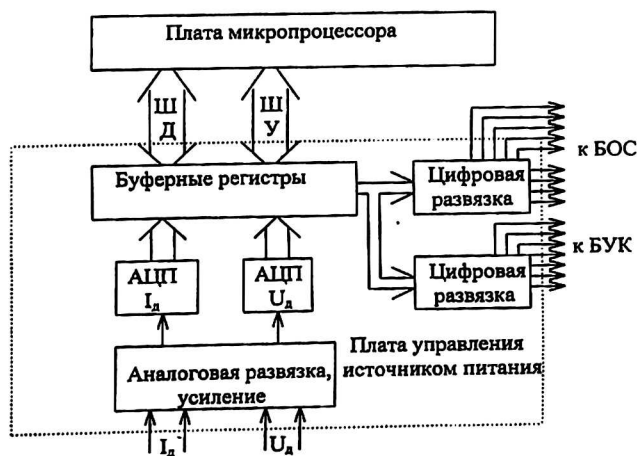 Плата микропроцессора
Ш
Д
Ш
У
к БОС
Буферные регистры
Цифровая
развязка
к БУК
АЦП
Iд
АЦП
Uд
Цифровая
развязка
Плата управления
источником питания
Аналоговая развязка,
усиление
Iд
Uд